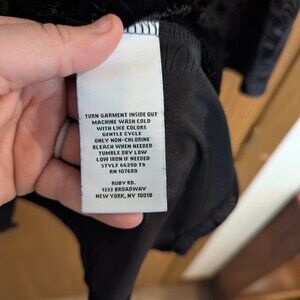 TURN GARMENT INSIDE OUT
MACHINE WASH COLD
WITH LIKE COLORS
GENTLE CYCLE
ONLY NON-CHLORINE
BLEACH WHEN NEEDED
TUMBLE DRY LOW
LOW IRON IF NEEDED
STYLE 66390 T9
RN 107680
RUBY RD.
1333 BROADWAY
NEW YORK, NY 10018